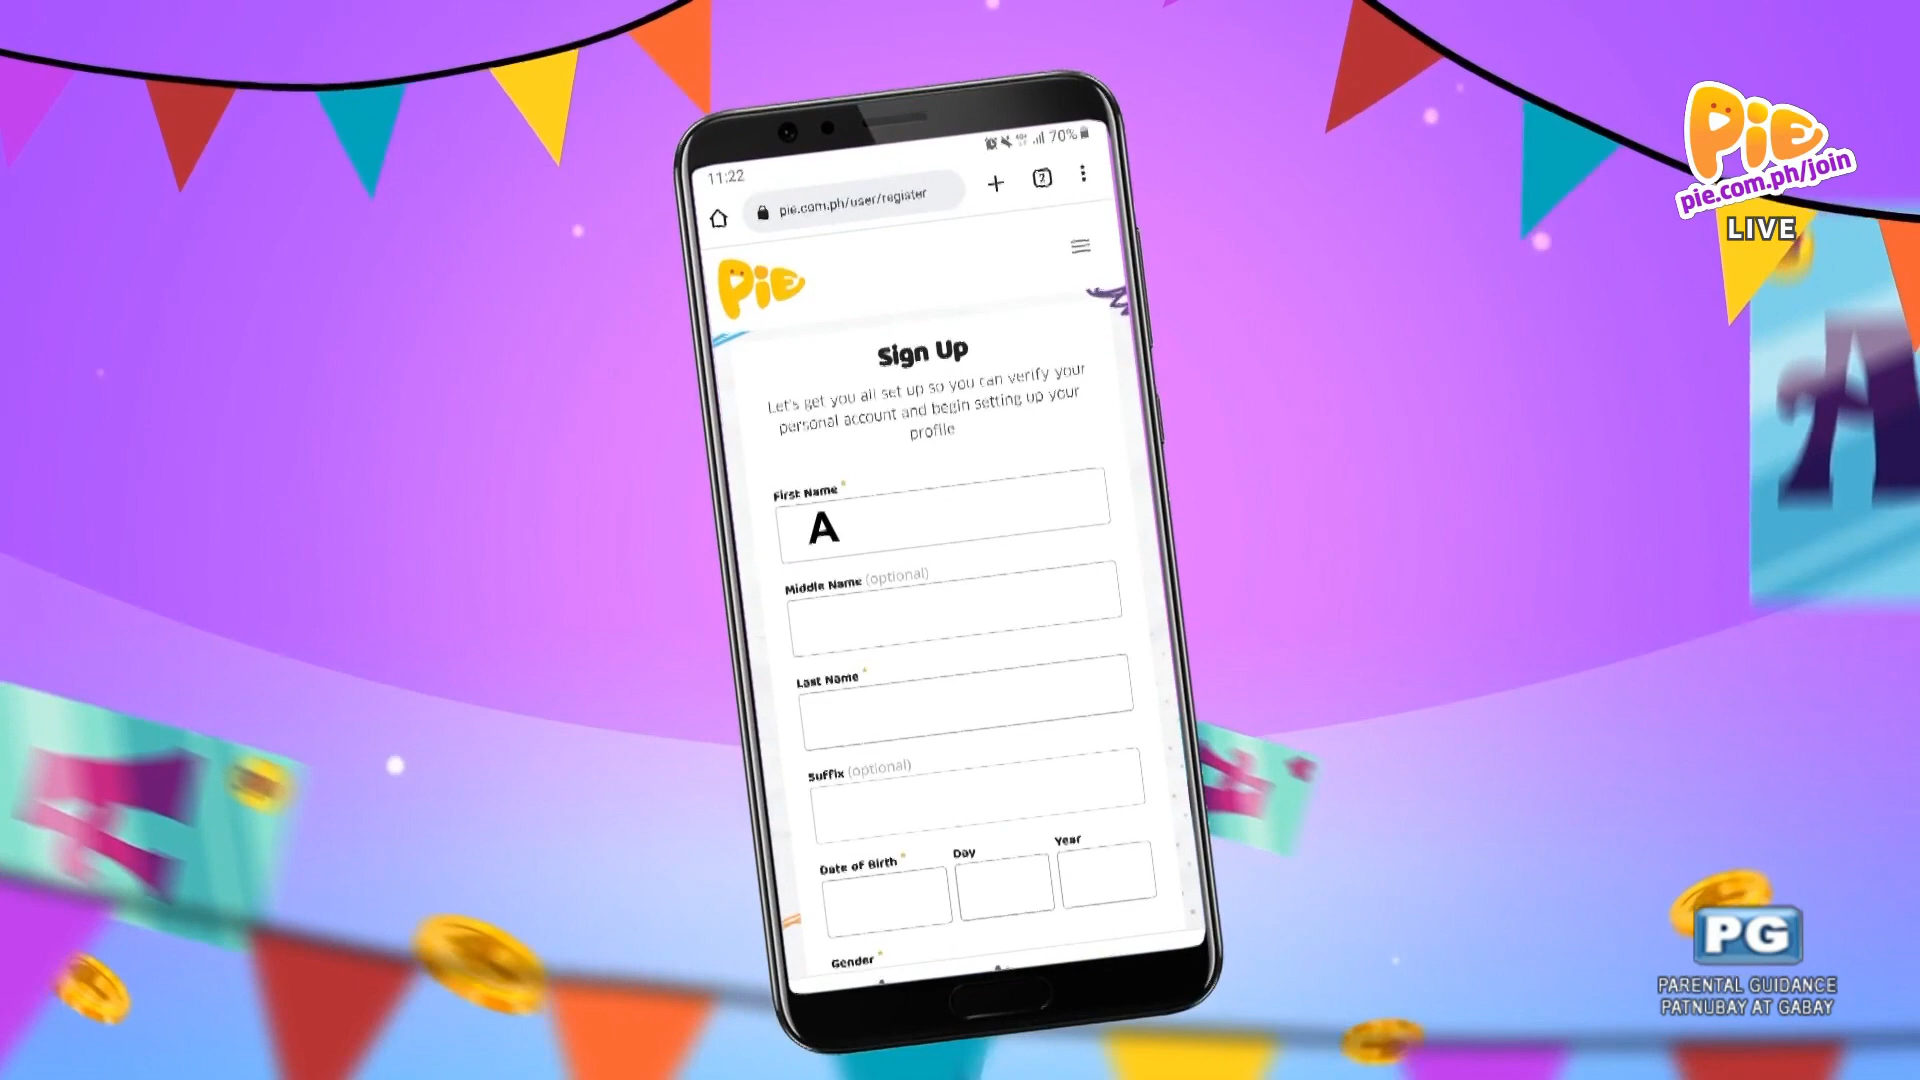 11:22
70%
2
pie.com.ph/user/register
Pie
Sign Up
Let's get you all set up so you can verify your
personal account and begin setting up your
profile
First Name *
A
Middle Name (optional)
Last Name *
Suffix (optional)
Date of Birth *
Day
Year
Gender *
Pie
pie.com.ph/join
LIVE
PG
PARENTAL GUIDANCE
PATNUBAY AT GABAY